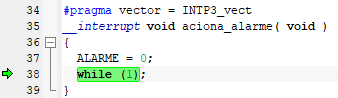 34 #pragma vector = INTP3_vect
35 __interrupt void aciona_alarme( void )
36 {
37 ALARME = 0;
38 while (1);
39 }